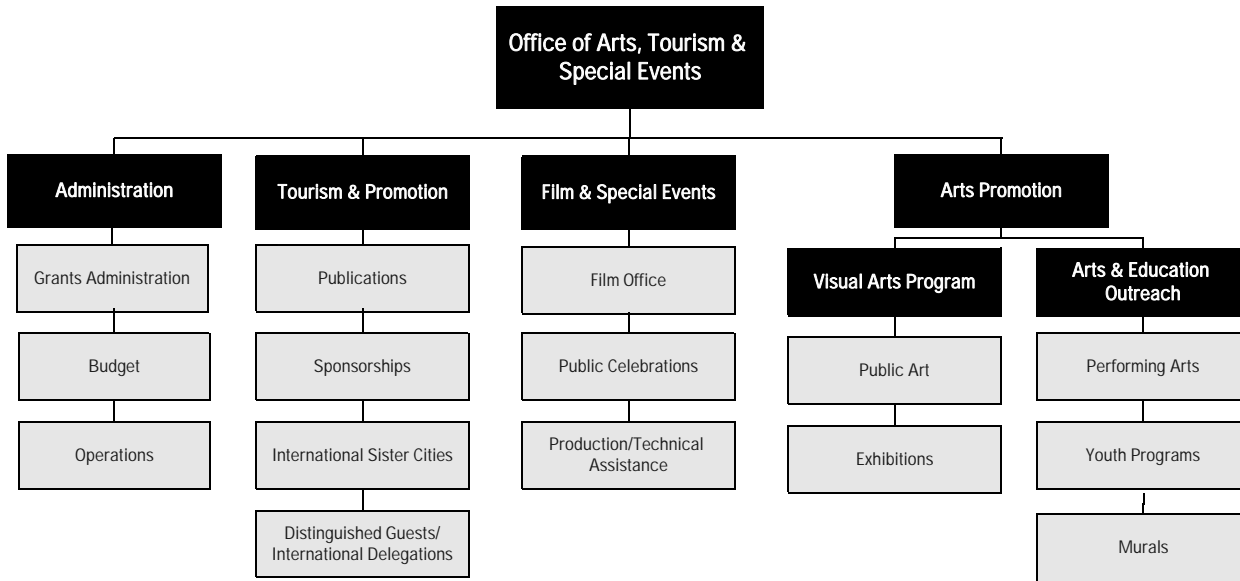 Office of Arts, Tourism &
Special Events
Administration
Tourism & Promotion
Film & Special Events
Arts Promotion
Grants Administration
Publications
Film Office
Visual Arts Program
Arts & Education
Outreach
Budget
Sponsorships
Public Celebrations
Public Art
Performing Arts
Operations
International Sister Cities
Production/Technical
Assistance
Exhibitions
Youth Programs
Distinguished Guests/
International Delegations
Murals